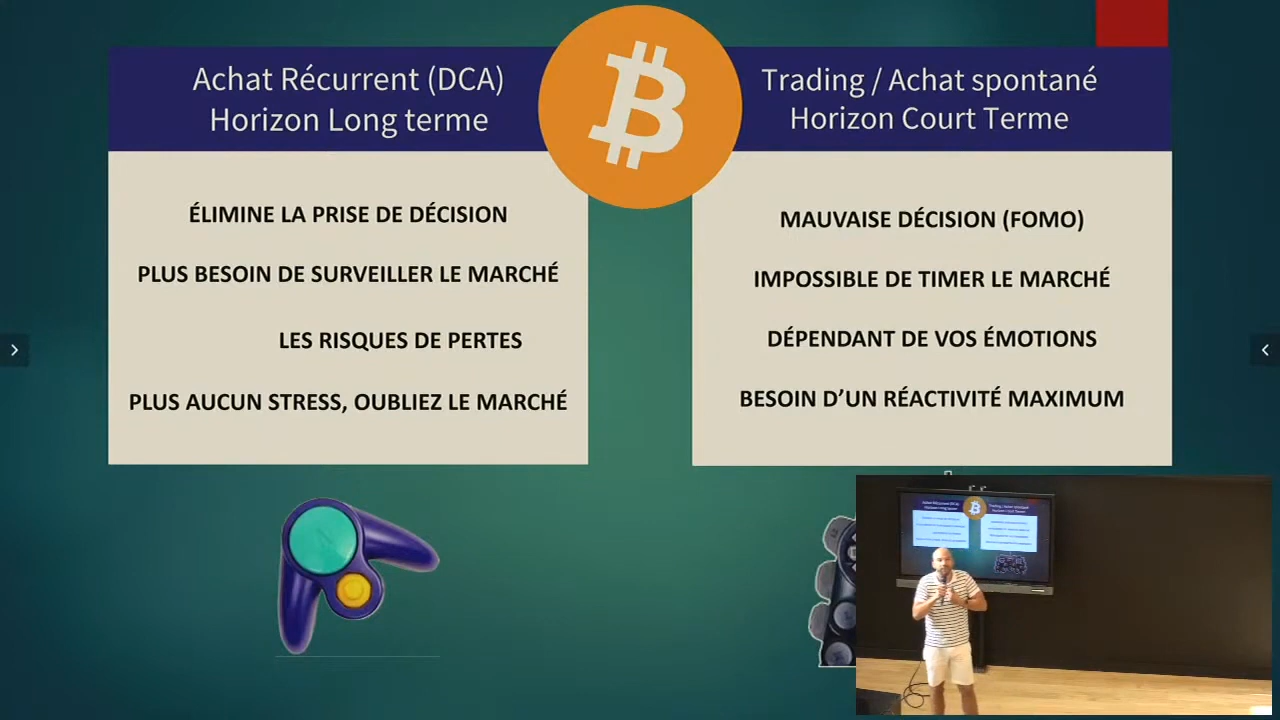 Achat Récurrent (DCA)
Horizon Long terme
ÉLIMINE LA PRISE DE DÉCISION
PLUS BESOIN DE SURVEILLER LE MARCHÉ
LES RISQUES DE PERTES
PLUS AUCUN STRESS, OUBLIEZ LE MARCHÉ
Trading / Achat spontané
Horizon Court Terme
MAUVAISE DÉCISION (FOMO)
IMPOSSIBLE DE TIMER LE MARCHÉ
DÉPENDANT DE VOS ÉMOTIONS
BESOIN D’UN RÉACTIVITÉ MAXIMUM